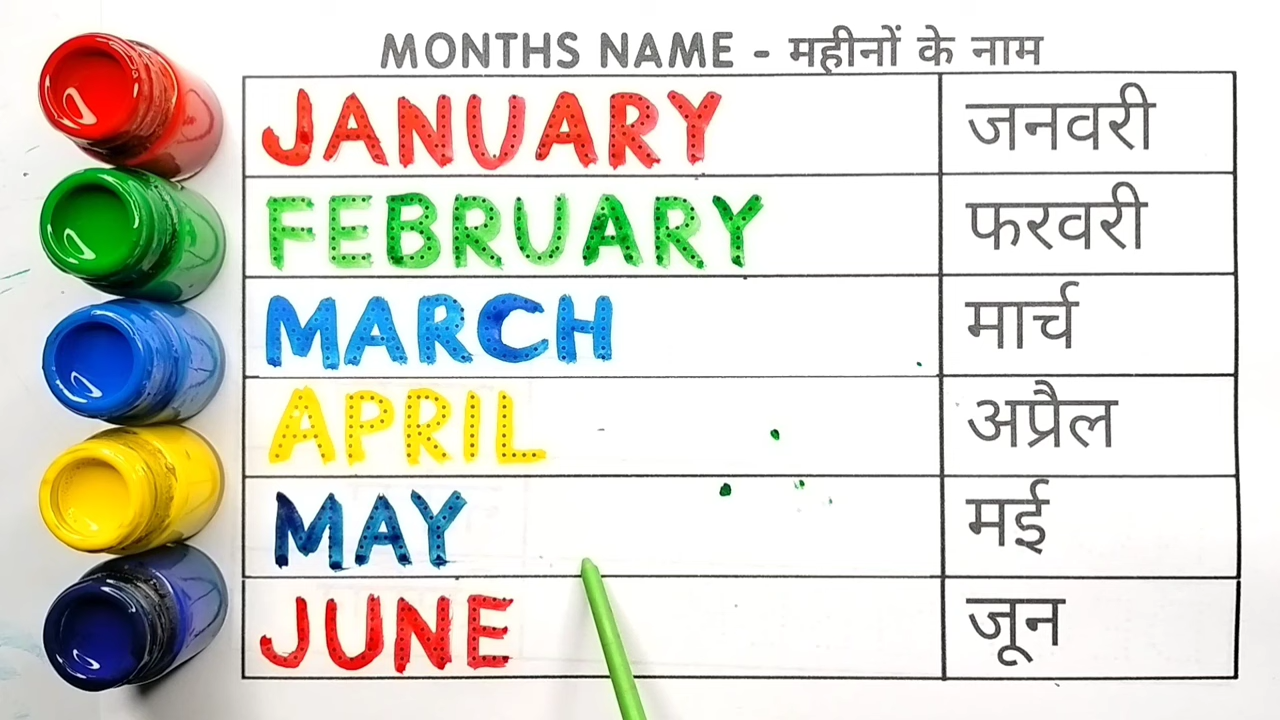 MONTHS NAME - महीनों के नाम
JANUARY जनवरी
FEBRUARY फरवरी
MARCH मार्च
APRIL अप्रैल
MAY मई
JUNE जून